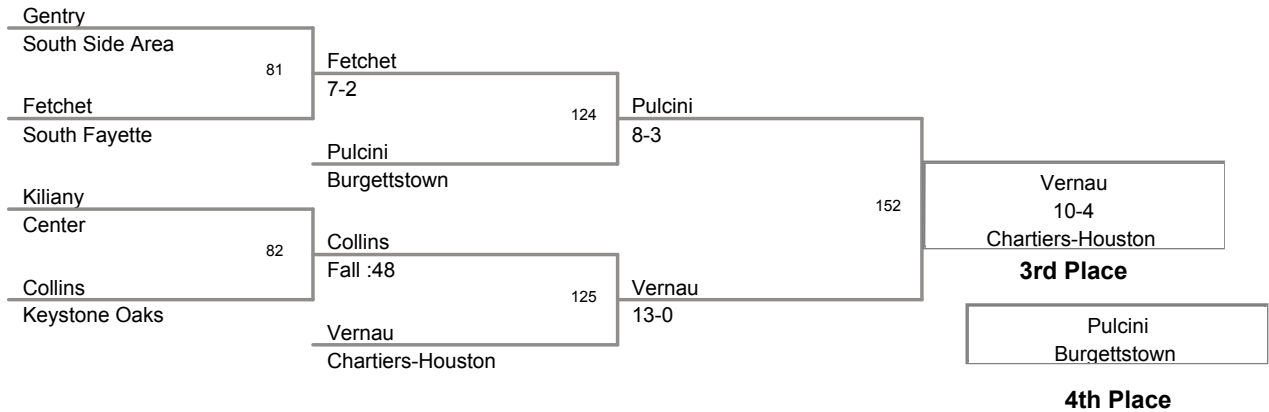 Gentry
South Side Area
81
Fetchet
7-2
Fetchet
South Fayette
124
Pulcini
8-3
Pulcini
Burgettstown
Kiliany
Center
152
Vernau
10-4
Chartiers-Houston
3rd Place
82
Collins
Fall :48
Collins
Keystone Oaks
125
Vernau
13-0
Vernau
Chartiers-Houston
Pulcini
Burgettstown
4th Place